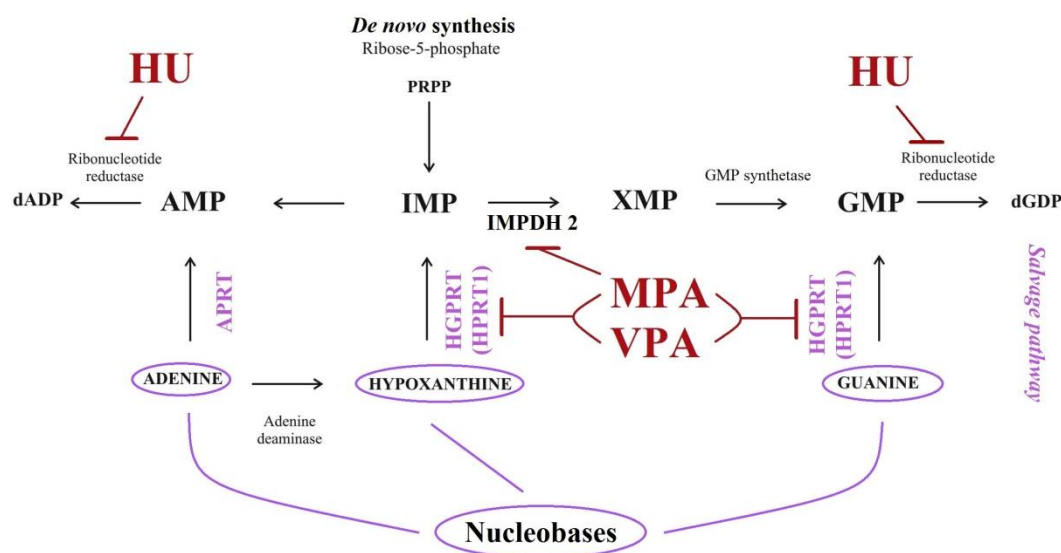 De novo synthesis
Ribose-5-phosphate
HU
HU
PRPP
Ribonucleotide
reductase
GMP synthetase
Ribonucleotide
reductase
dADP
AMP
IMP
IMPDH 2
XMP
GMP
dGDP
APRT
HGPRT
(HPRT1)
MPA
VPA
HGPRT
(HPRT1)
Salvage pathway
ADENINE
HYPOXANTHINE
GUANINE
Adenine
deaminase
Nucleobases